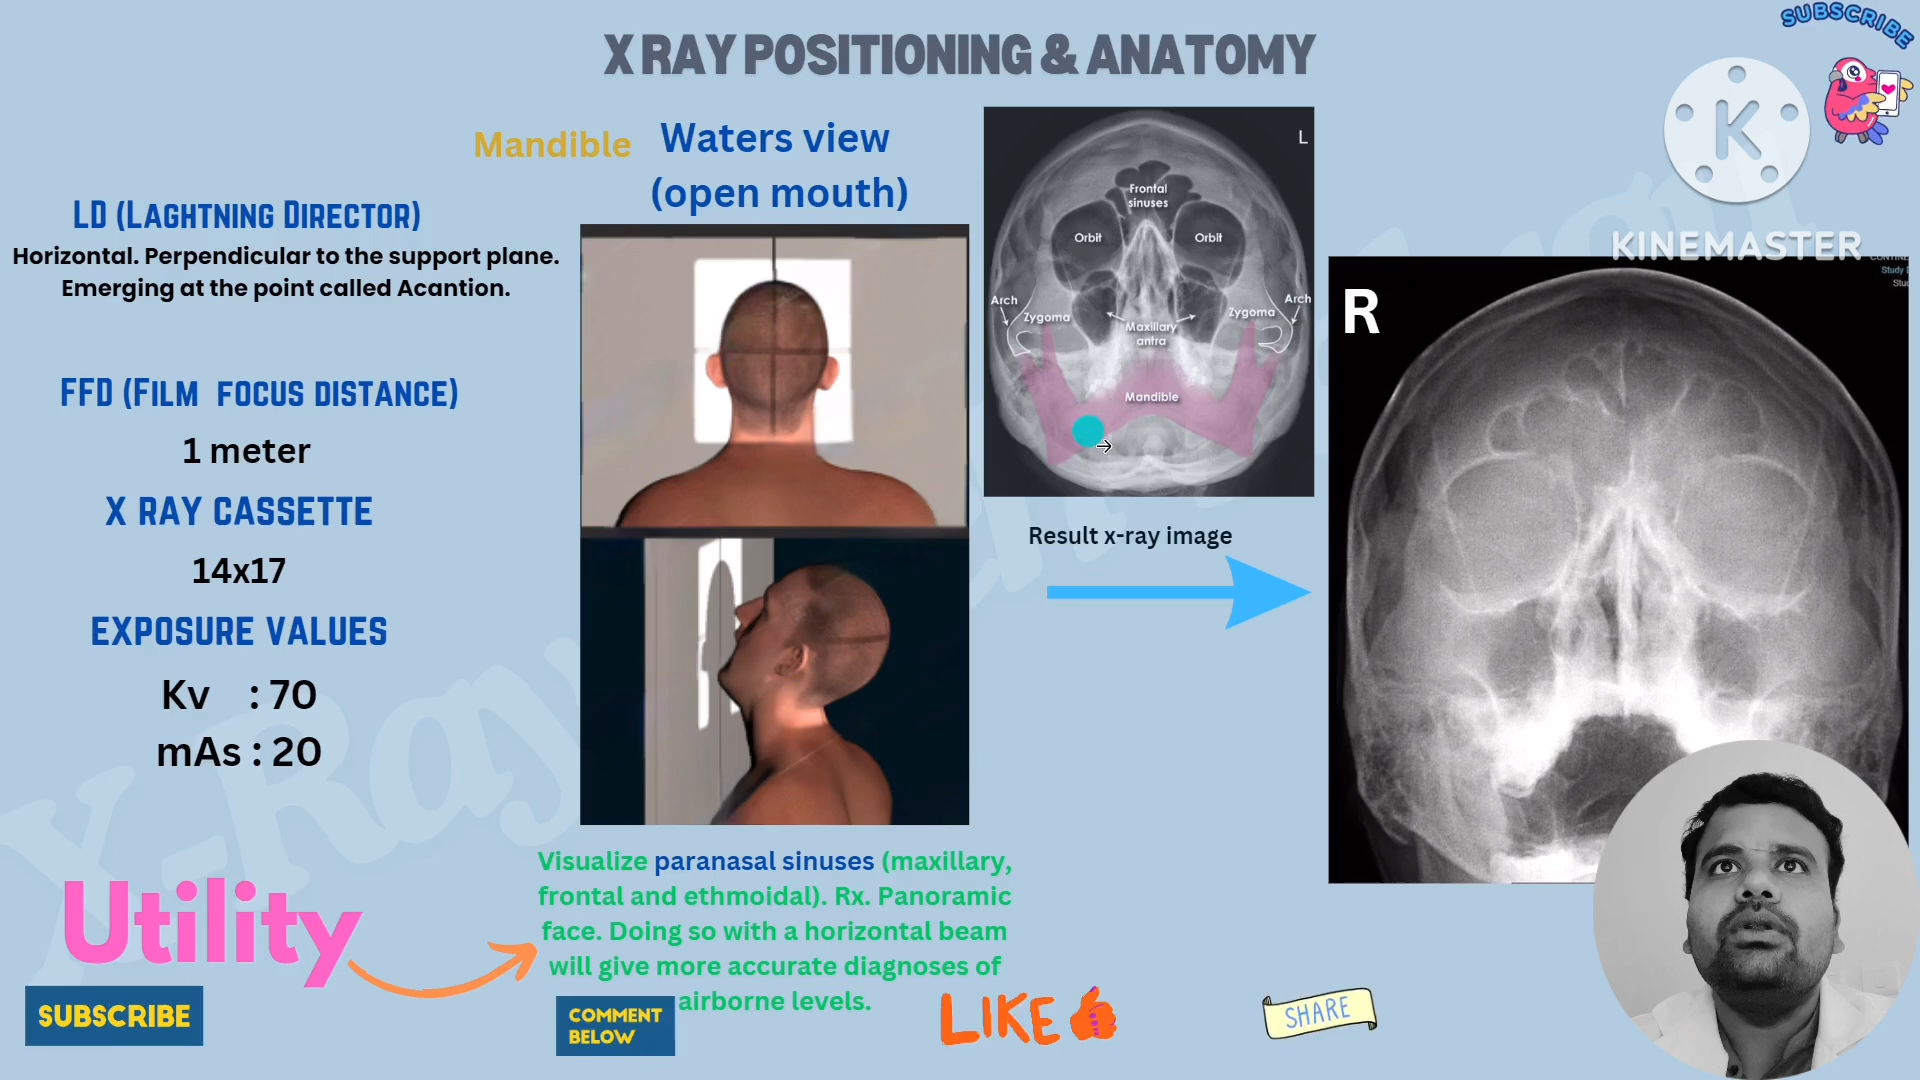 SUBSCRIBE
X RAY POSITIONING & ANATOMY
Mandible
Waters view
(open mouth)
LD (Laghtning Director)
Horizontal. Perpendicular to the support plane.
Emerging at the point called Acantion.
FFD (Film focus distance)
1 meter
X RAY CASSETTE
14x17
EXPOSURE VALUES
Kv : 70
mAs : 20
L
Frontal
sinuses
Orbit
Orbit
Arch
Arch
Zygoma
Zygoma
Maxillary
antra
Mandible
Result x-ray image
K
KINEMASTER
Study
R
X-Ray
Utility
Visualize paranasal sinuses (maxillary,
frontal and ethmoidal). Rx. Panoramic
face. Doing so with a horizontal beam
will give more accurate diagnoses of
airborne levels.
SUBSCRIBE
COMMENT
BELOW
LIKE
SHARE